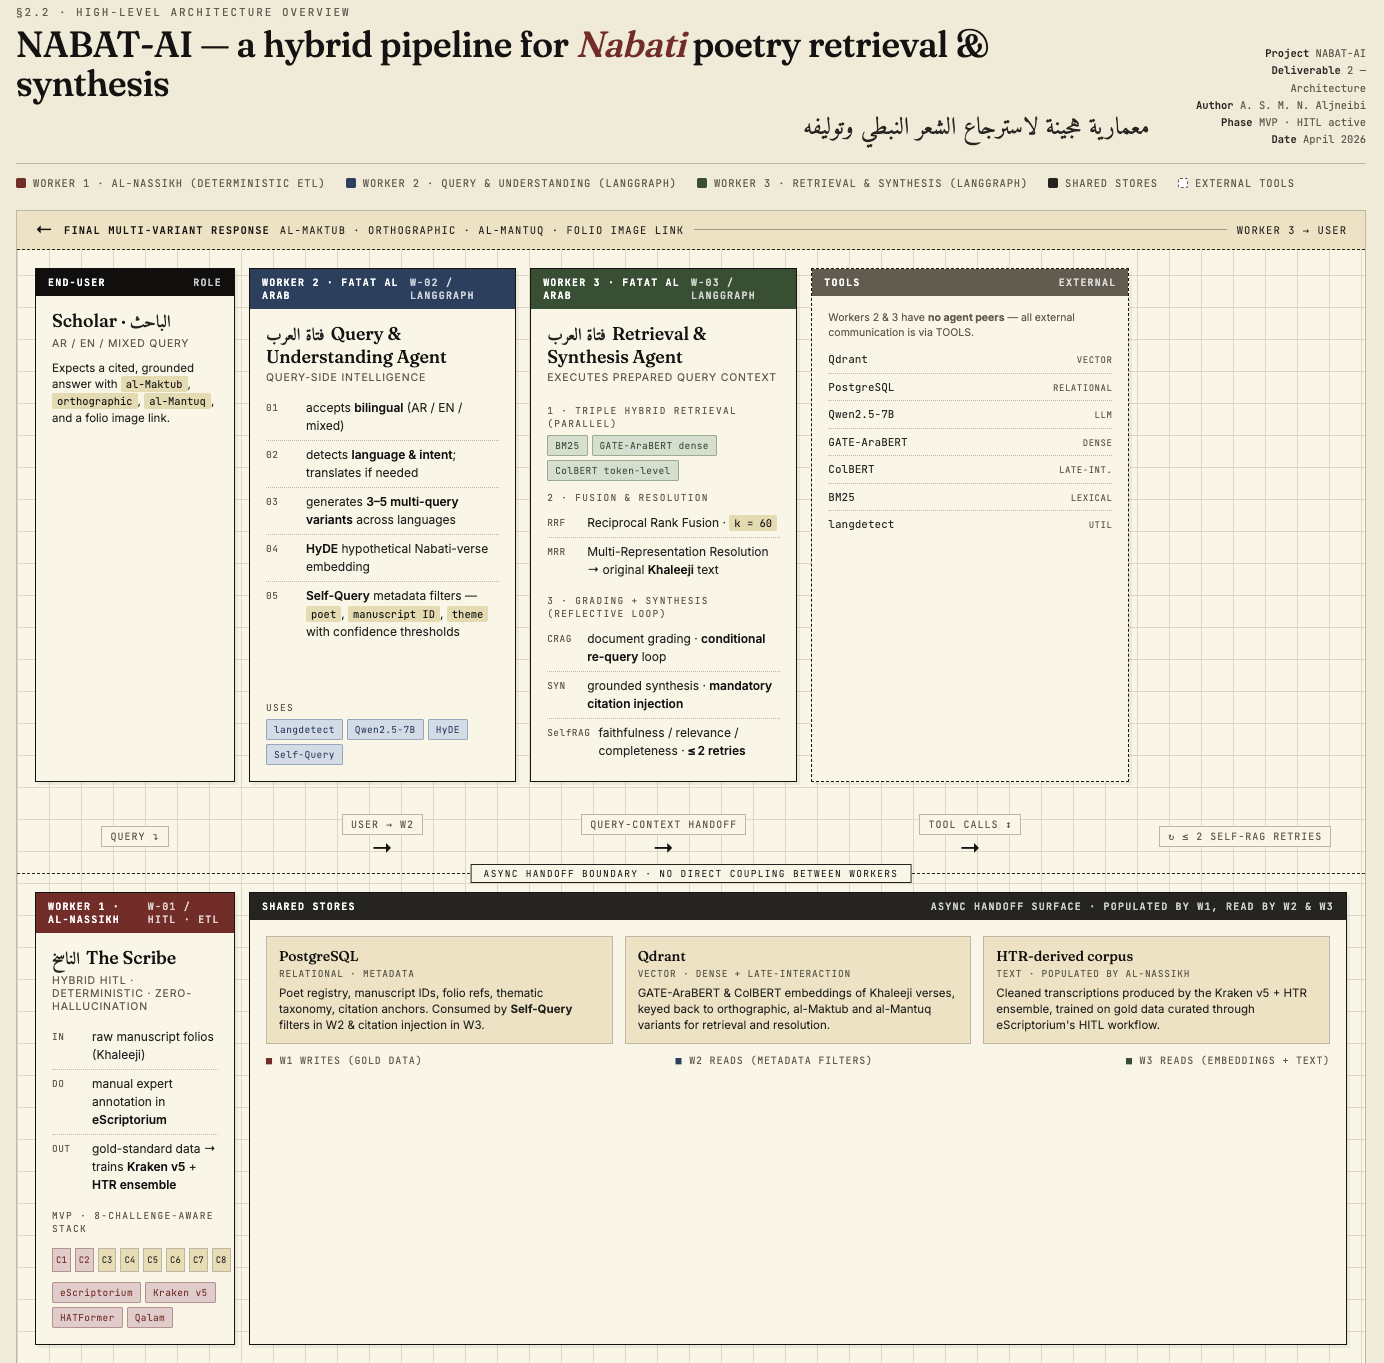 §2.2 · HIGH-LEVEL ARCHITECTURE OVERVIEW
NABAT-AI — a hybrid pipeline for Nabati poetry retrieval &
synthesis
معمارية هجينة لاسترجاع الشعر النبطي وتوليفه
Project NABAT-AI
Deliverable 2 —
Architecture
Author A. S. M. N. Aljneibi
Phase MVP · HITL active
Date April 2026
WORKER 1 · AL-NASSIKH (DETERMINISTIC ETL)
WORKER 2 · QUERY & UNDERSTANDING (LANGGRAPH)
WORKER 3 · RETRIEVAL & SYNTHESIS (LANGGRAPH)
SHARED STORES
EXTERNAL TOOLS
← FINAL MULTI-VARIANT RESPONSE AL-MAKTUB · ORTHOGRAPHIC · AL-MANTUQ · FOLIO IMAGE LINK
WORKER 3 → USER
END-USER
ROLE
Scholar · الباحث
AR / EN / MIXED QUERY
Expects a cited, grounded
answer with al-Maktub,
orthographic, al-Mantuq,
and a folio image link.
WORKER 2 · FATAT AL
ARAB
W-02 /
LANGGRAPH
فتاة العرب Query &
Understanding Agent
QUERY-SIDE INTELLIGENCE
01 accepts bilingual (AR / EN /
mixed)
02 detects language & intent;
translates if needed
03 generates 3–5 multi-query
variants across languages
04 HyDE hypothetical Nabati-verse
embedding
05 Self-Query metadata filters —
poet, manuscript ID, theme
with confidence thresholds
USES
langdetect Qwen2.5-7B HyDE
Self-Query
WORKER 3 · FATAT AL
ARAB
W-03 /
LANGGRAPH
فتاة العرب Retrieval &
Synthesis Agent
EXECUTES PREPARED QUERY CONTEXT
1 · TRIPLE HYBRID RETRIEVAL
(PARALLEL)
BM25 GATE-AraBERT dense
ColBERT token-level
2 · FUSION & RESOLUTION
RRF Reciprocal Rank Fusion · k = 60
MRR Multi-Representation Resolution
→ original Khaleeji text
3 · GRADING + SYNTHESIS
(REFLECTIVE LOOP)
CRAG document grading · conditional
re-query loop
SYN grounded synthesis · mandatory
citation injection
SelfRAG faithfulness / relevance /
completeness · ≤ 2 retries
TOOLS
EXTERNAL
Workers 2 & 3 have no agent peers — all external
communication is via TOOLS.
Qdrant VECTOR
PostgreSQL RELATIONAL
Qwen2.5-7B LLM
GATE-AraBERT DENSE
ColBERT LATE-INT.
BM25 LEXICAL
langdetect UTIL
QUERY ↴
USER → W2
→
QUERY-CONTEXT HANDOFF
→
TOOL CALLS ↕
→
↻ ≤ 2 SELF-RAG RETRIES
ASYNC HANDOFF BOUNDARY · NO DIRECT COUPLING BETWEEN WORKERS
WORKER 1 ·
AL-NASSIKH
W-01 /
HITL · ETL
الناسخ The Scribe
HYBRID HITL ·
DETERMINISTIC · ZERO-
HALLUCINATION
IN raw manuscript folios
(Khaleeji)
DO manual expert
annotation in
eScriptorium
OUT gold-standard data →
trains Kraken v5 +
HTR ensemble
MVP · 8-CHALLENGE-AWARE
STACK
C1 C2 C3 C4 C5 C6 C7 C8
eScriptorium Kraken v5
HATFormer Qalam
SHARED STORES
ASYNC HANDOFF SURFACE · POPULATED BY W1, READ BY W2 & W3
PostgreSQL
RELATIONAL · METADATA
Poet registry, manuscript IDs, folio refs, thematic
taxonomy, citation anchors. Consumed by Self-Query
filters in W2 & citation injection in W3.
Qdrant
VECTOR · DENSE + LATE-INTERACTION
GATE-AraBERT & ColBERT embeddings of Khaleeji verses,
keyed back to orthographic, al-Maktub and al-Mantuq
variants for retrieval and resolution.
HTR-derived corpus
TEXT · POPULATED BY AL-NASSIKH
Cleaned transcriptions produced by the Kraken v5 + HTR
ensemble, trained on gold data curated through
eScriptorium's HITL workflow.
■ W1 WRITES (GOLD DATA)
■ W2 READS (METADATA FILTERS)
■ W3 READS (EMBEDDINGS + TEXT)